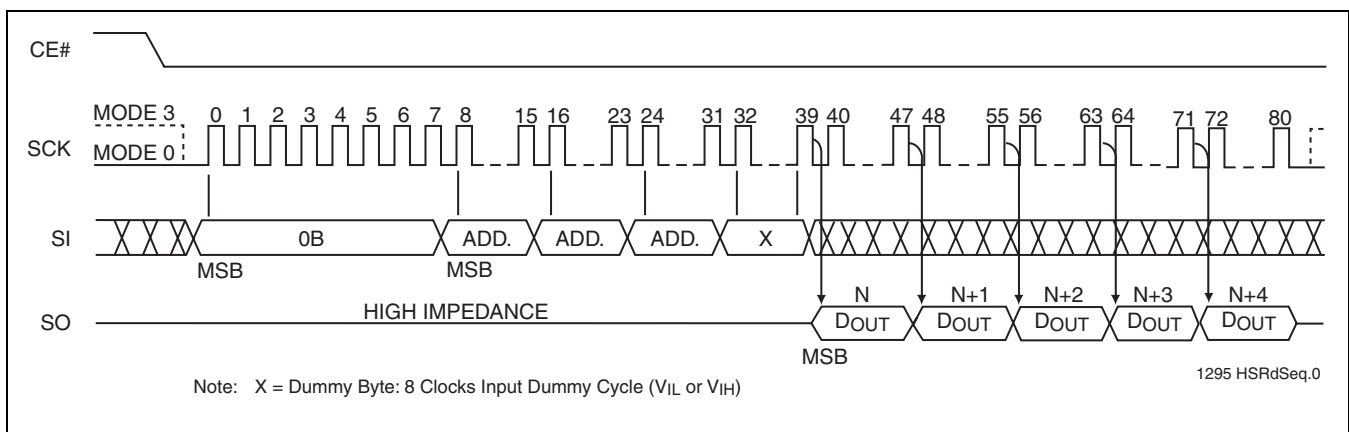 CE#
MODE 3
0 1 2 3 4 5 6 7 8 15 16 23 24 31 32 39 40 47 48 55 56 63 64 71 72 80
SCK
MODE 0
SI
0B
ADD.
ADD.
ADD.
X
MSB
MSB
N
N+1
N+2
N+3
N+4
SO
HIGH IMPEDANCE
DOUT
DOUT
DOUT
DOUT
DOUT
MSB
1295 HSRdSeq.0
Note: X = Dummy Byte: 8 Clocks Input Dummy Cycle (VIL or VIH)